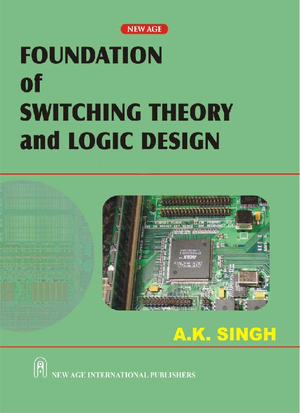 NEW AGE
FOUNDATION
of
SWITCHING THEORY
and LOGIC DESIGN
A.K. SINGH
NEW AGE INTERNATIONAL PUBLISHERS